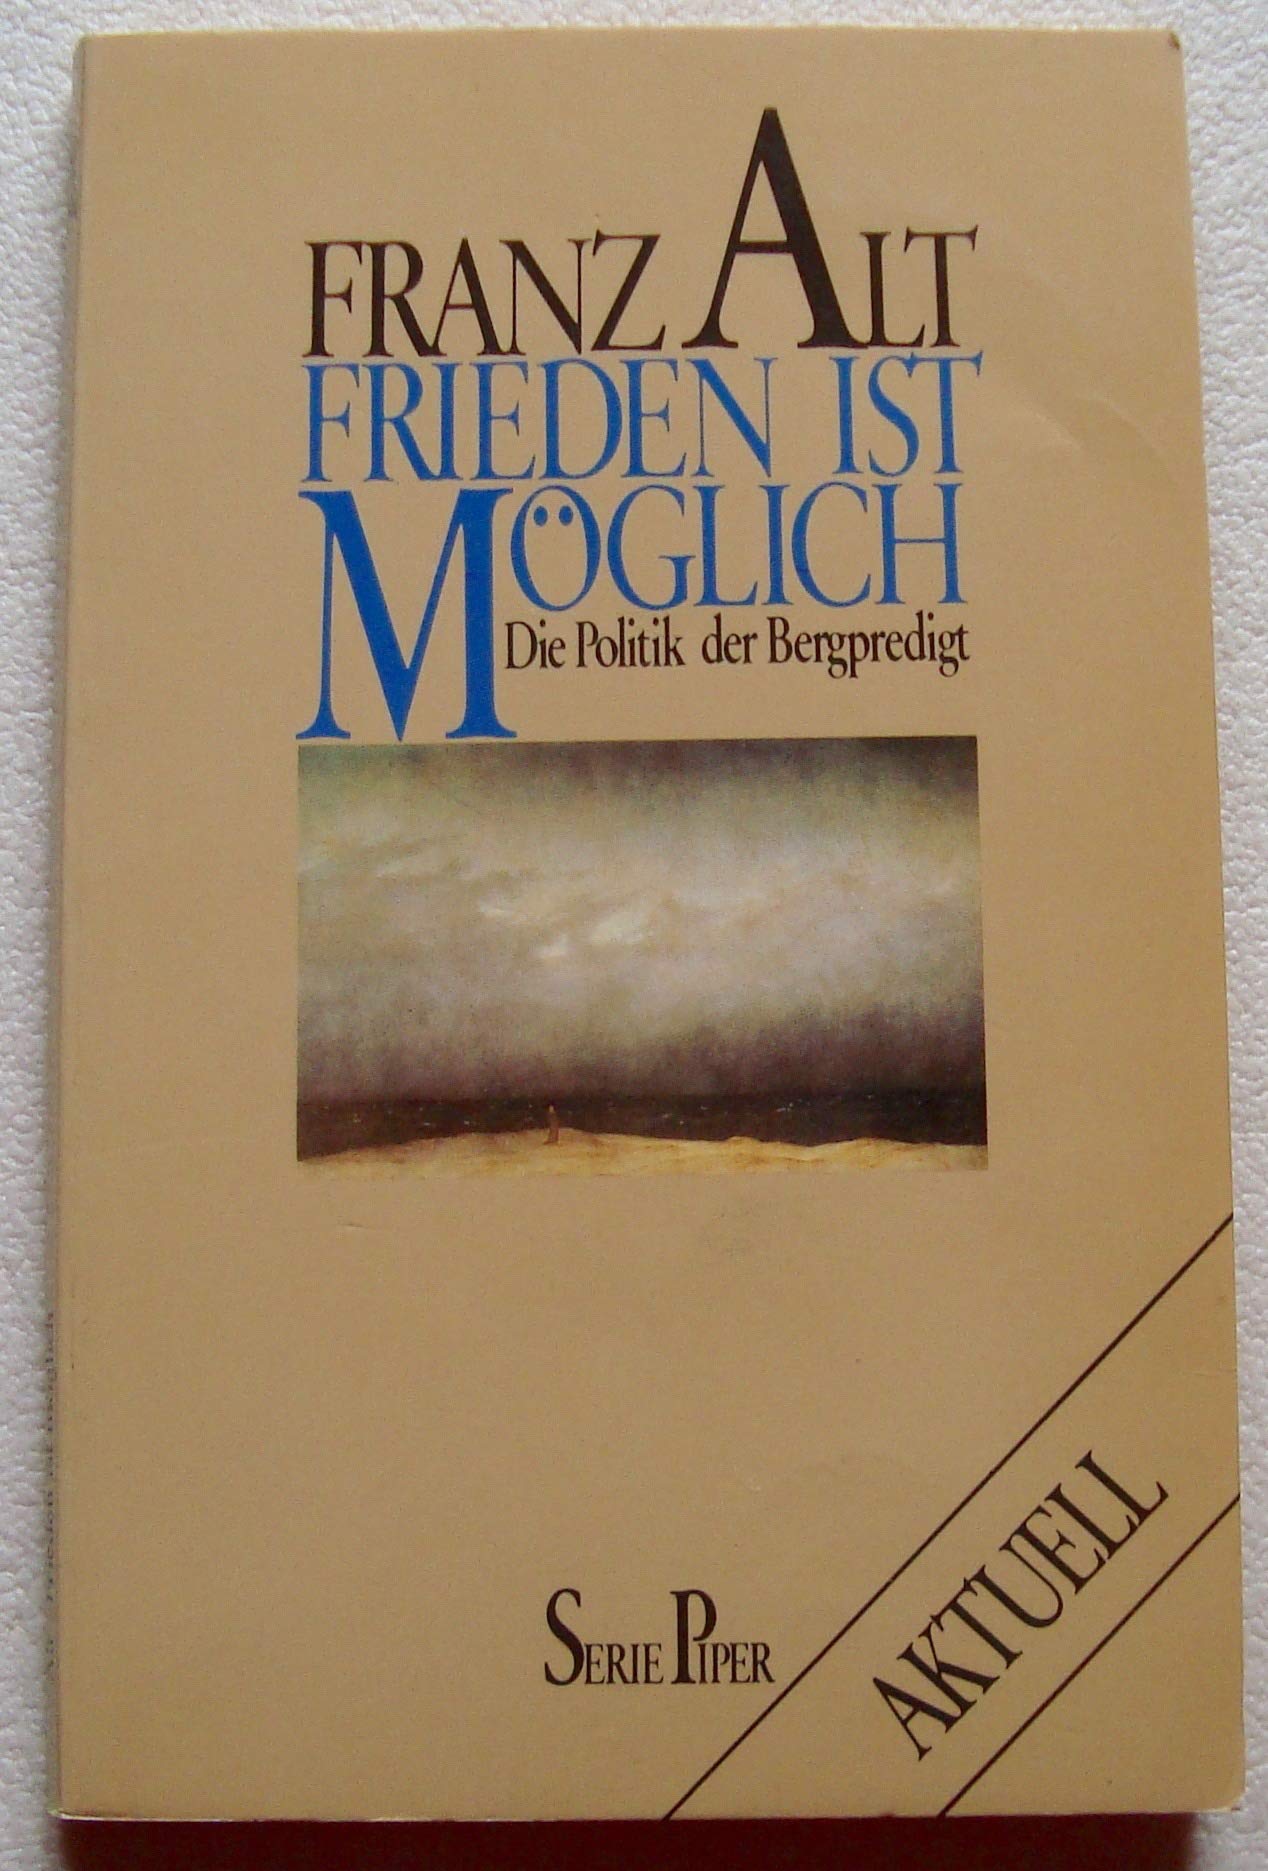 FRANZ ALT
FRIEDEN IST
MÖGLICH
Die Politik der Bergpredigt
SERIE PIPER
AKTUELL